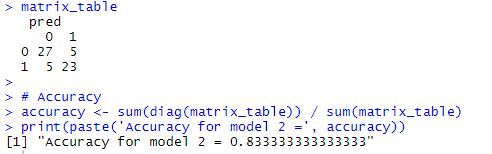 > matrix_table
pred
0 1
0 27 5
1 5 23
>
> # Accuracy
> accuracy <- sum(diag(matrix_table)) / sum(matrix_table)
> print(paste('Accuracy for model 2 =', accuracy))
[1] "Accuracy for model 2 = 0.833333333333333"